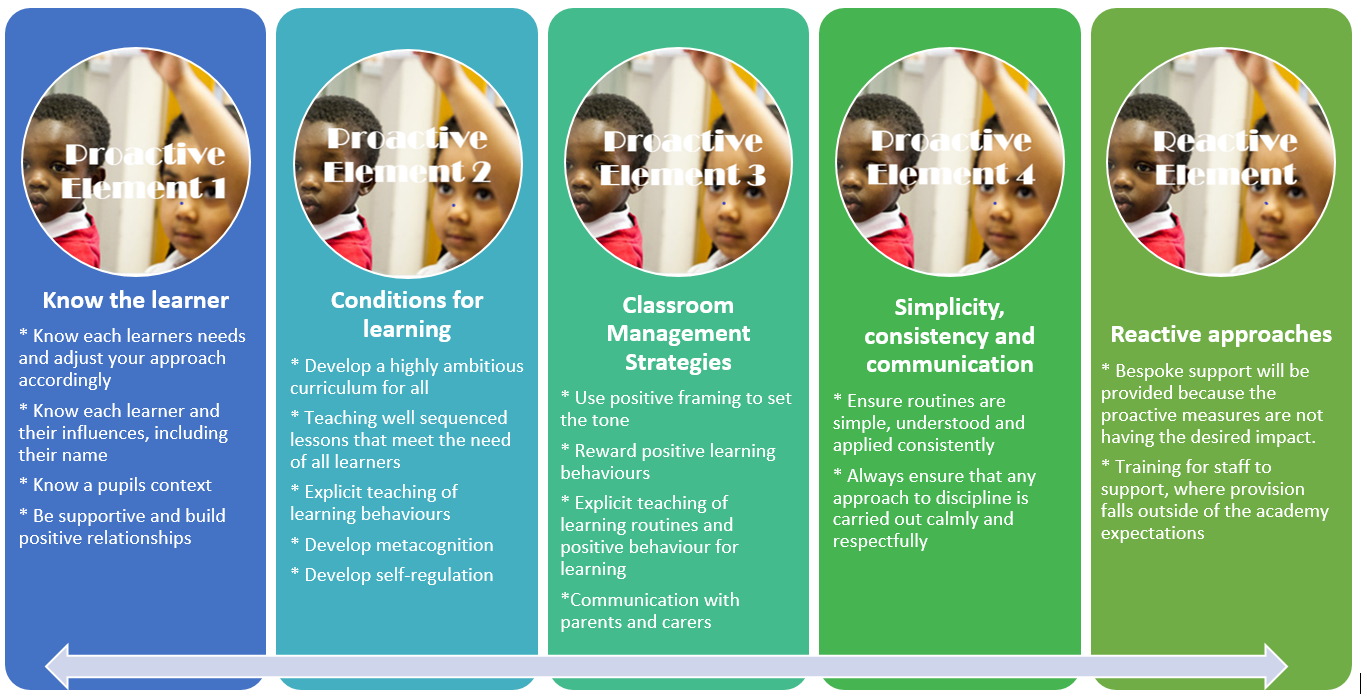 Proactive
Element 1
Know the learner
* Know each learners needs
and adjust your approach
accordingly
* Know each learner and
their influences, including
their name
* Know a pupils context
* Be supportive and build
positive relationships
Proactive
Element 2
Conditions for
learning
* Develop a highly ambitious
curriculum for all
* Teaching well sequenced
lessons that meet the need
of all learners
* Explicit teaching of
learning behaviours
* Develop metacognition
* Develop self-regulation
Proactive
Element 3
Classroom
Management
Strategies
* Use positive framing to set
the tone
* Reward positive learning
behaviours
* Explicit teaching of
learning routines and
positive behaviour for
learning
*Communication with
parents and carers
Proactive
Element 4
Simplicity,
consistency and
communication
* Ensure routines are
simple, understood and
applied consistently
* Always ensure that any
approach to discipline is
carried out calmly and
respectfully
Reactive
Element
Reactive approaches
* Bespoke support will be
provided because the
proactive measures are not
having the desired impact.
* Training for staff to
support, where provision
falls outside of the academy
expectations